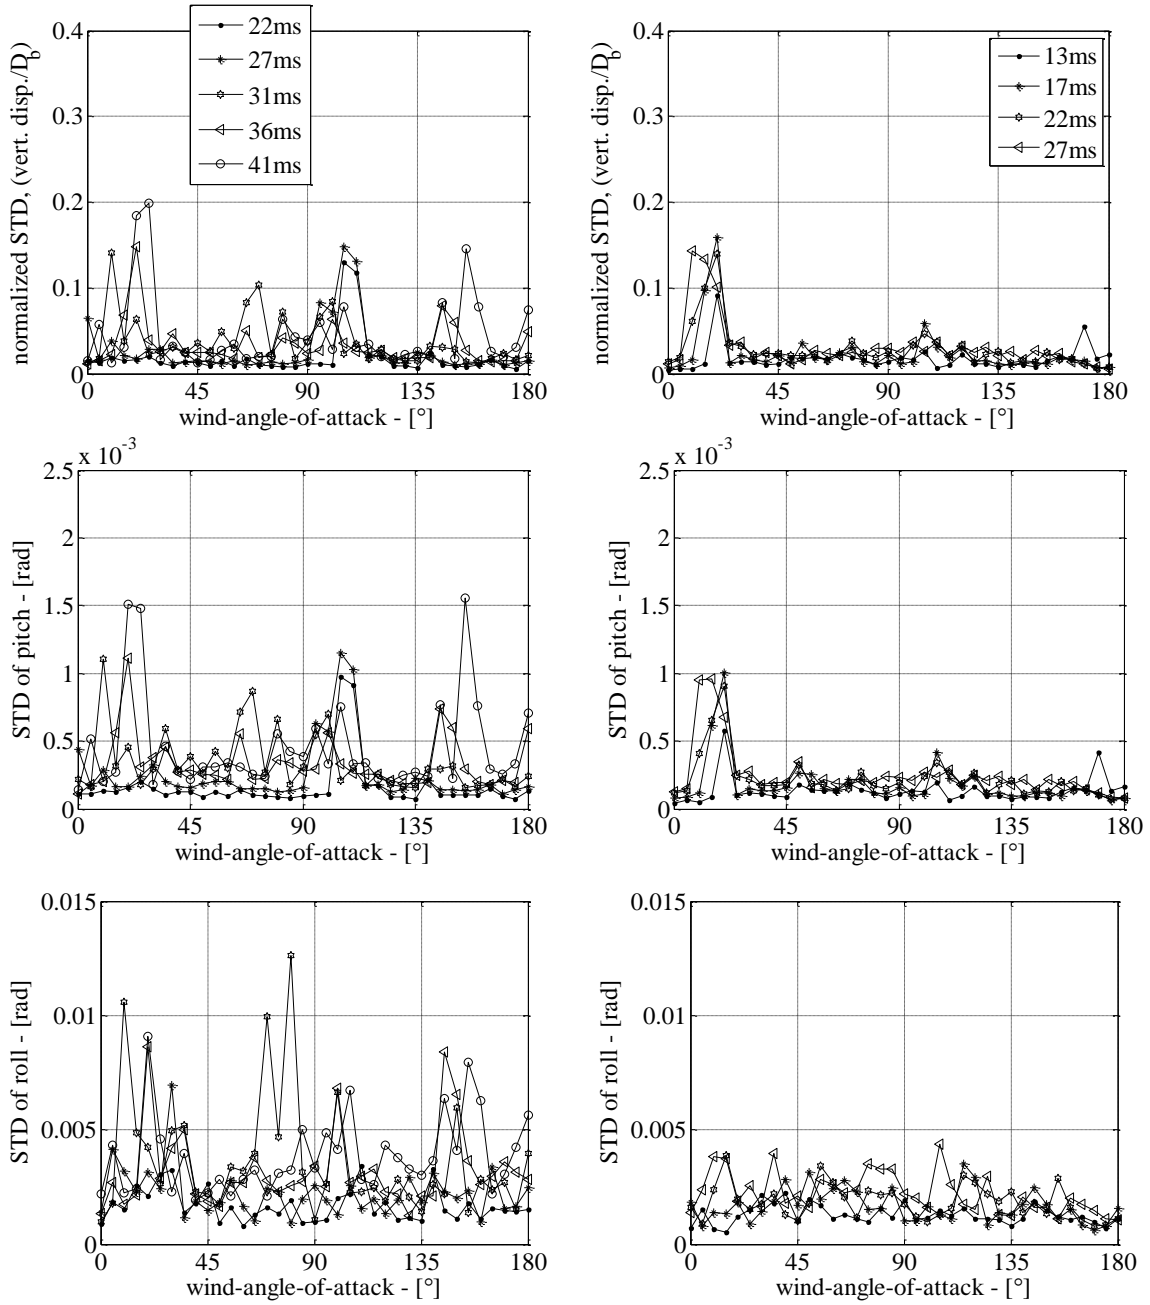 normalized STD, (vert. disp./D_b)
0.4
0.3
0.2
0.1
0
22ms
27ms
31ms
36ms
41ms
0 45 90 135 180
wind-angle-of-attack - [°]
normalized STD, (vert. disp./D_b)
0.4
0.3
0.2
0.1
0
13ms
17ms
22ms
27ms
0 45 90 135 180
wind-angle-of-attack - [°]
STD of pitch - [rad]
x 10^-3
2.5
2
1.5
1
0.5
0
0 45 90 135 180
wind-angle-of-attack - [°]
STD of pitch - [rad]
x 10^-3
2.5
2
1.5
1
0.5
0
0 45 90 135 180
wind-angle-of-attack - [°]
STD of roll - [rad]
0.015
0.01
0.005
0
0 45 90 135 180
wind-angle-of-attack - [°]
STD of roll - [rad]
0.015
0.01
0.005
0
0 45 90 135 180
wind-angle-of-attack - [°]